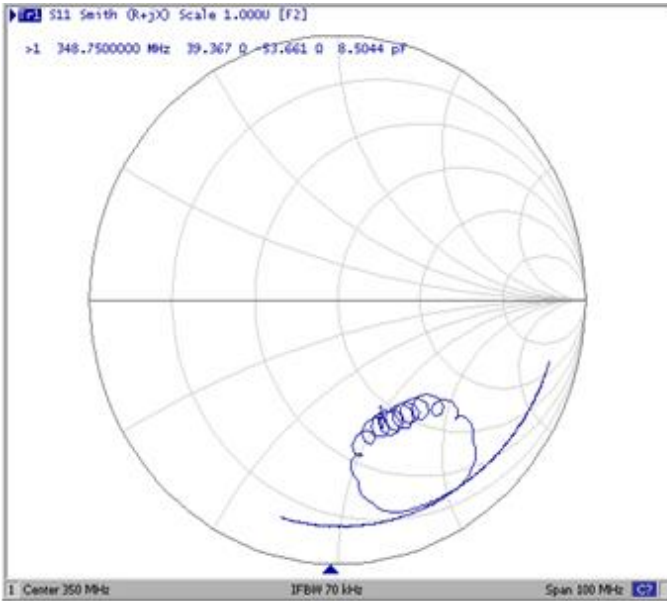 Tr1 S11 Smith (R+jX) Scale 1.000U [F2]
>1 348.7500000 MHz 39.367 Ω -53.661 Ω 8.5044 pF
1 Center 350 MHz IFBW 70 kHz Span 100 MHz C?